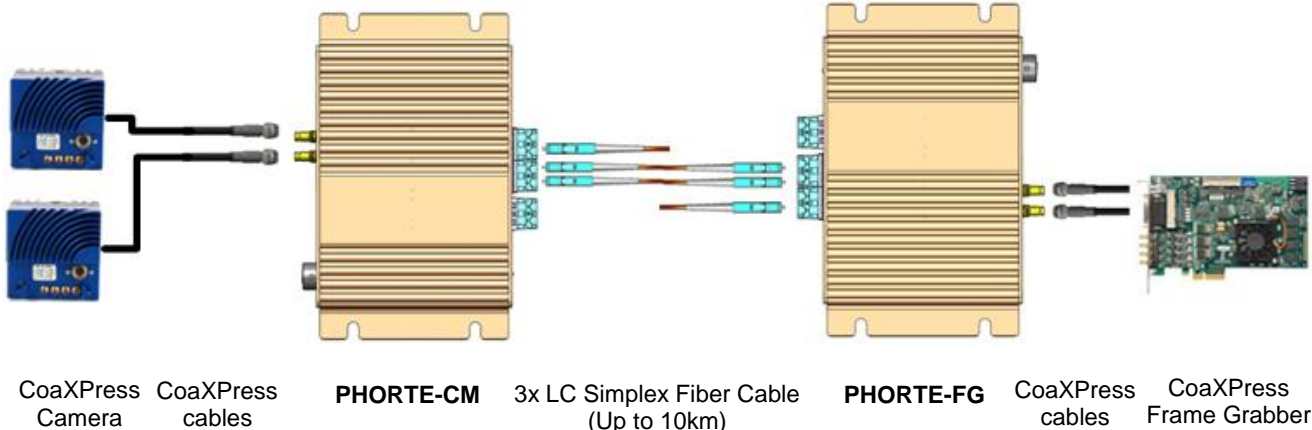 CoaXPress
Camera
CoaXPress
cables
PHORTE-CM
3x LC Simplex Fiber Cable
(Up to 10km)
PHORTE-FG
CoaXPress
cables
CoaXPress
Frame Grabber